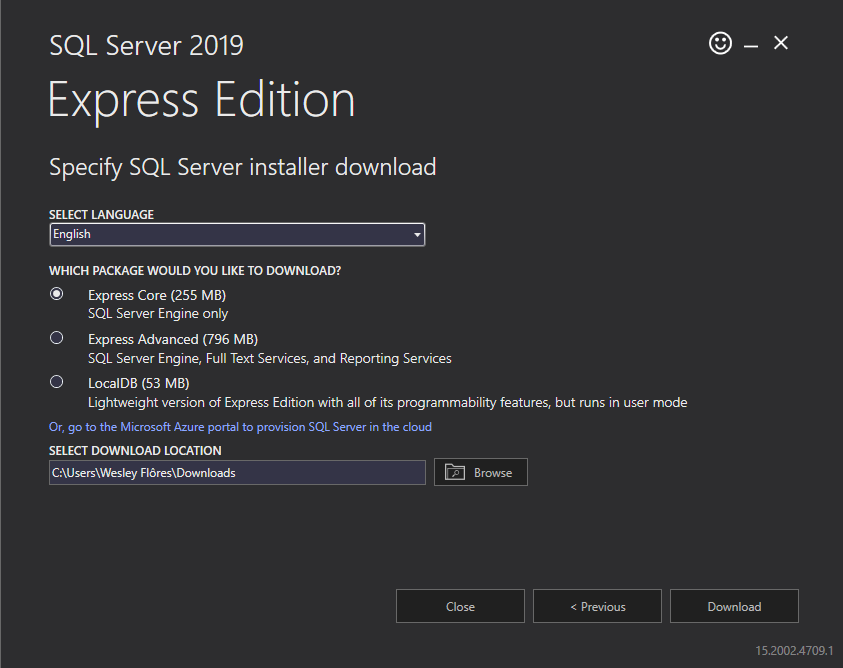 SQL Server 2019
Express Edition
Specify SQL Server installer download
SELECT LANGUAGE
English
WHICH PACKAGE WOULD YOU LIKE TO DOWNLOAD?
Express Core (255 MB)
SQL Server Engine only
Express Advanced (796 MB)
SQL Server Engine, Full Text Services, and Reporting Services
LocalDB (53 MB)
Lightweight version of Express Edition with all of its programmability features, but runs in user mode
Or, go to the Microsoft Azure portal to provision SQL Server in the cloud
SELECT DOWNLOAD LOCATION
C:\Users\Wesley Flôres\Downloads
Browse
Close
< Previous
Download
15.2002.4709.1